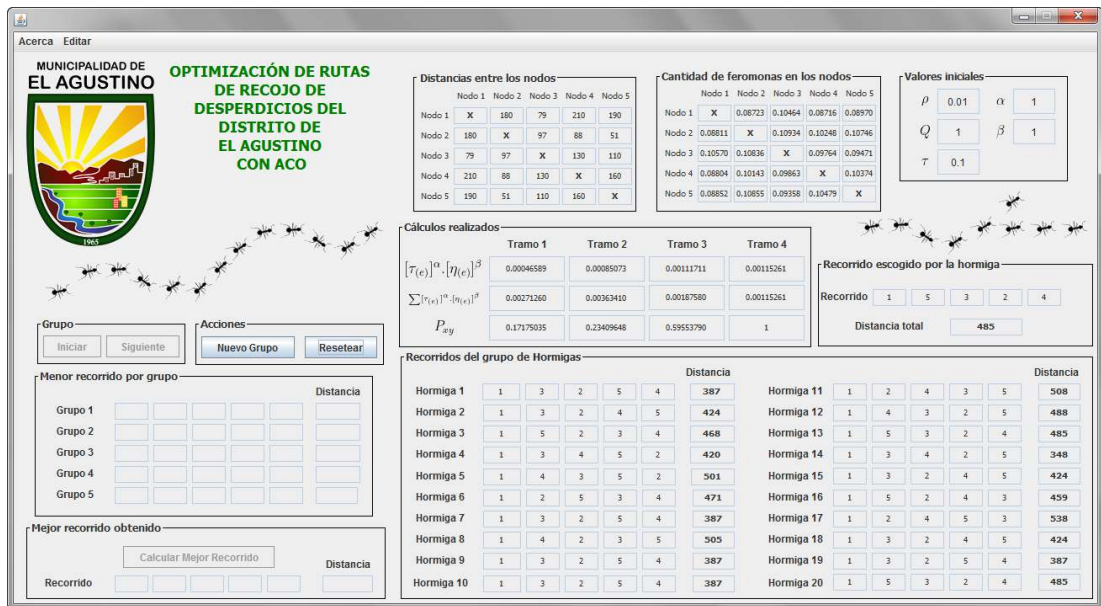 Acerca Editar
MUNICIPALIDAD DE
EL AGUSTINO
1965
OPTIMIZACIÓN DE RUTAS
DE RECOJO DE
DESPERDICIOS DEL
DISTRITO DE
EL AGUSTINO
CON ACO
Distancias entre los nodos
Nodo 1 Nodo 2 Nodo 3 Nodo 4 Nodo 5
Nodo 1 X 180 79 210 190
Nodo 2 180 X 97 88 51
Nodo 3 79 97 X 130 110
Nodo 4 210 88 130 X 160
Nodo 5 190 51 110 160 X
Cantidad de feromonas en los nodos
Nodo 1 Nodo 2 Nodo 3 Nodo 4 Nodo 5
Nodo 1 X 0.08723 0.10464 0.08716 0.08970
Nodo 2 0.08811 X 0.10934 0.10248 0.10746
Nodo 3 0.10570 0.10836 X 0.09764 0.09471
Nodo 4 0.08804 0.10143 0.09863 X 0.10374
Nodo 5 0.08852 0.10855 0.09358 0.10479 X
Valores iniciales
ρ 0.01 α 1
Q 1 β 1
τ 0.1
Cálculos realizados
Tramo 1 Tramo 2 Tramo 3 Tramo 4
[τ(e)]^α.[η(e)]^β 0.00046589 0.00085073 0.00111711 0.00115261
∑[τ(e)]^α.[η(e)]^β 0.00271260 0.00363410 0.00187580 0.00115261
Pxy 0.17175035 0.23409648 0.59553790 1
Recorrido escogido por la hormiga
Recorrido 1 5 3 2 4
Distancia total 485
Grupo
Iniciar Siguiente
Acciones
Nuevo Grupo Resetear
Menor recorrido por grupo
Distancia
Grupo 1
Grupo 2
Grupo 3
Grupo 4
Grupo 5
Mejor recorrido obtenido
Calcular Mejor Recorrido
Distancia
Recorrido
Recorridos del grupo de Hormigas
Distancia
Hormiga 1 1 3 2 5 4 387
Hormiga 2 1 3 2 4 5 424
Hormiga 3 1 5 2 3 4 468
Hormiga 4 1 3 4 5 2 420
Hormiga 5 1 4 3 5 2 501
Hormiga 6 1 2 5 3 4 471
Hormiga 7 1 3 2 5 4 387
Hormiga 8 1 4 2 3 5 505
Hormiga 9 1 3 2 5 4 387
Hormiga 10 1 3 2 5 4 387
Distancia
Hormiga 11 1 2 4 3 5 508
Hormiga 12 1 4 3 2 5 488
Hormiga 13 1 5 3 2 4 485
Hormiga 14 1 3 4 2 5 348
Hormiga 15 1 3 2 4 5 424
Hormiga 16 1 5 2 4 3 459
Hormiga 17 1 2 4 5 3 538
Hormiga 18 1 3 2 4 5 424
Hormiga 19 1 3 2 5 4 387
Hormiga 20 1 5 3 2 4 485